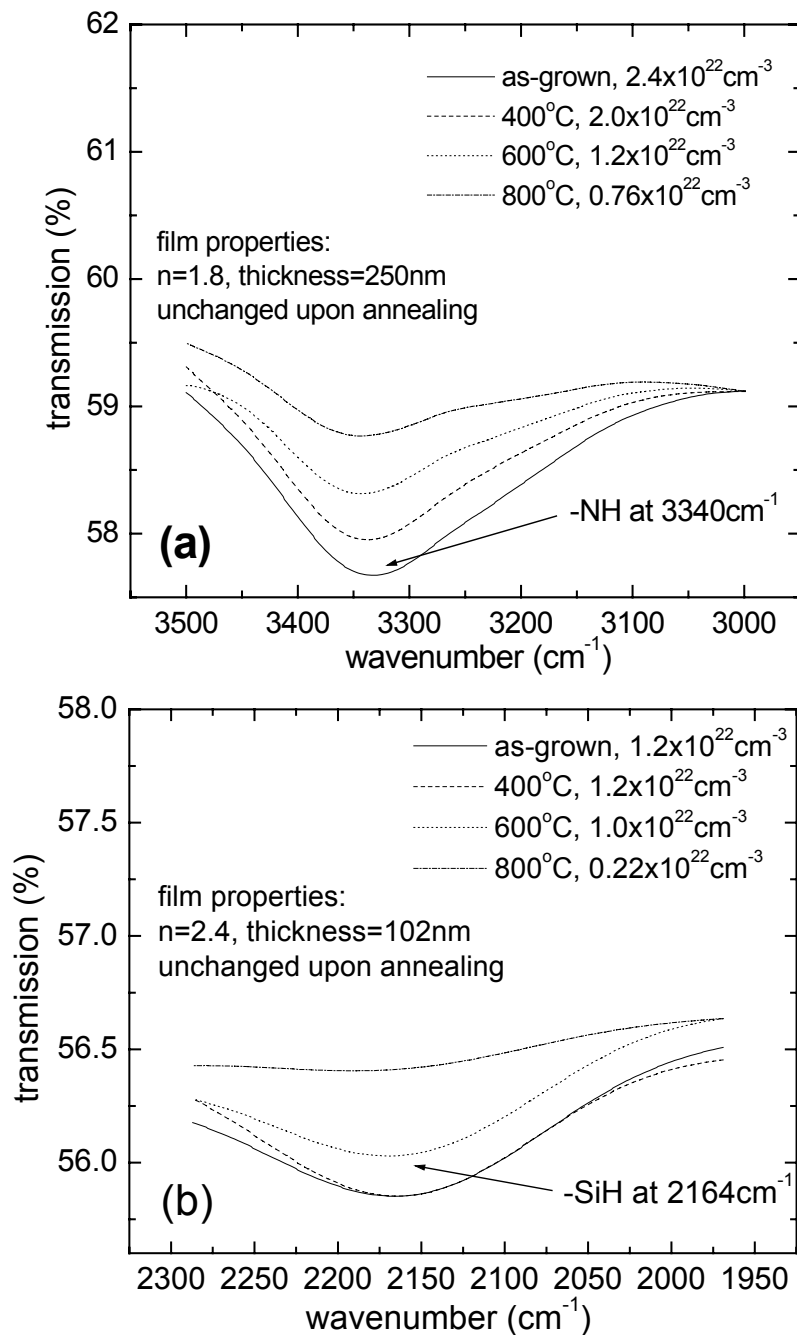 62
61
60
59
58
transmission (%)
as-grown, 2.4x10²²cm⁻³
400°C, 2.0x10²²cm⁻³
600°C, 1.2x10²²cm⁻³
800°C, 0.76x10²²cm⁻³
film properties:
n=1.8, thickness=250nm
unchanged upon annealing
(a)
-NH at 3340cm⁻¹
3500 3400 3300 3200 3100 3000
wavenumber (cm⁻¹)
58.0
57.5
57.0
56.5
56.0
transmission (%)
as-grown, 1.2x10²²cm⁻³
400°C, 1.2x10²²cm⁻³
600°C, 1.0x10²²cm⁻³
800°C, 0.22x10²²cm⁻³
film properties:
n=2.4, thickness=102nm
unchanged upon annealing
(b)
-SiH at 2164cm⁻¹
2300 2250 2200 2150 2100 2050 2000 1950
wavenumber (cm⁻¹)